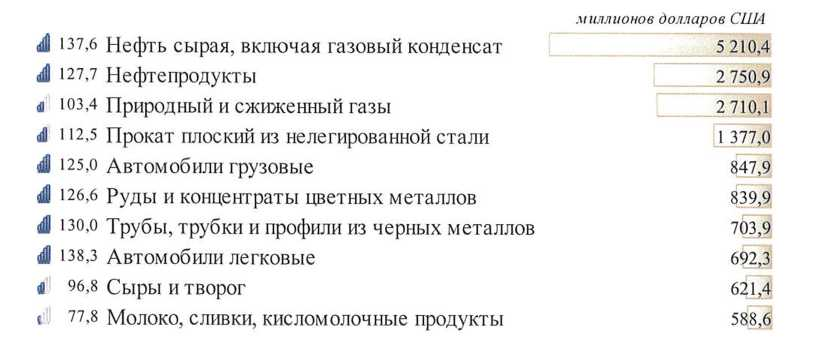 миллионов долларов США
137,6 Нефть сырая, включая газовый конденсат 5 210,4
127,7 Нефтепродукты 2 750,9
103,4 Природный и сжиженный газы 2 710,1
112,5 Прокат плоский из нелегированной стали 1 377,0
125,0 Автомобили грузовые 847,9
126,6 Руды и концентраты цветных металлов 839,9
130,0 Трубы, трубки и профили из черных металлов 703,9
138,3 Автомобили легковые 692,3
96,8 Сыры и творог 621,4
77,8 Молоко, сливки, кисломолочные продукты 588,6